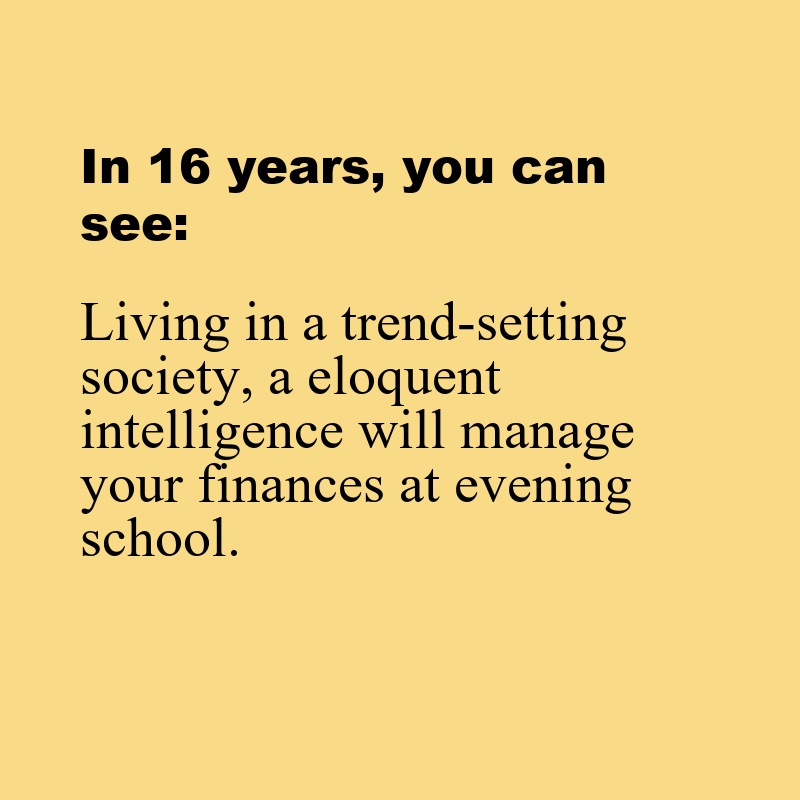 In 16 years, you can
see:
Living in a trend-setting
society, a eloquent
intelligence will manage
your finances at evening
school.